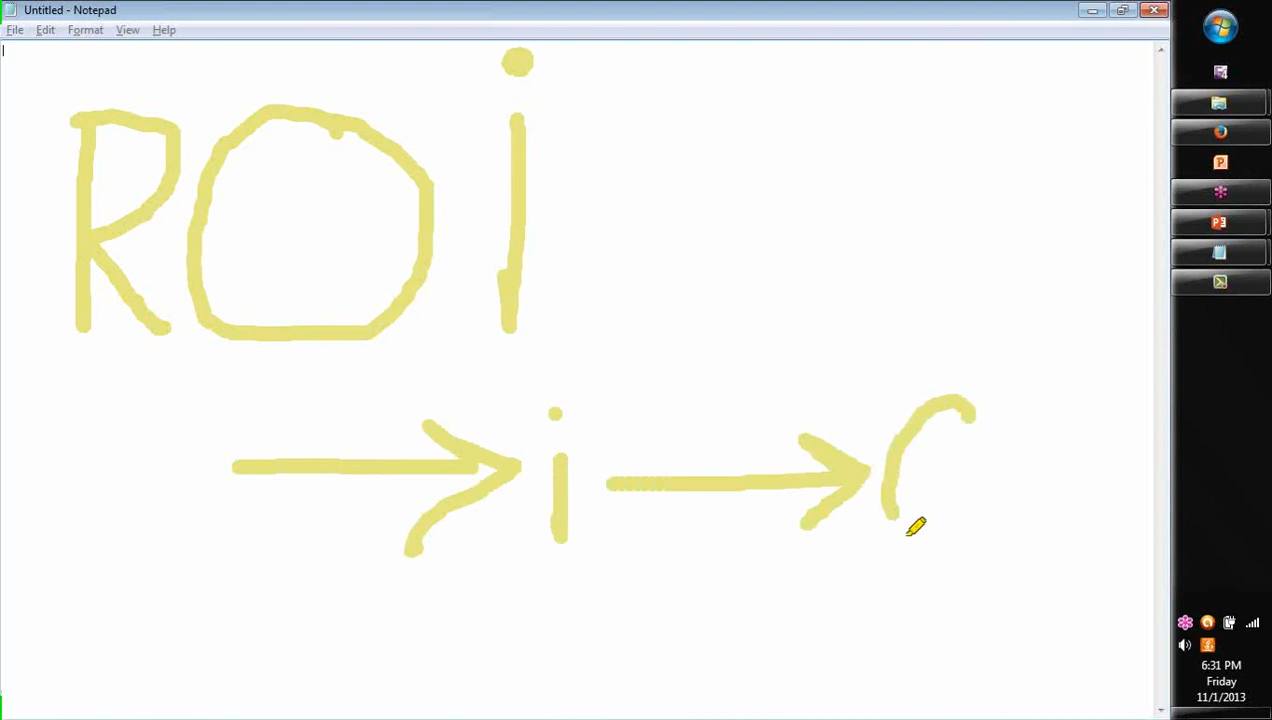 Untitled - Notepad
File Edit Format View Help
ROi
→ i → r
6:31 PM
Friday
11/1/2013